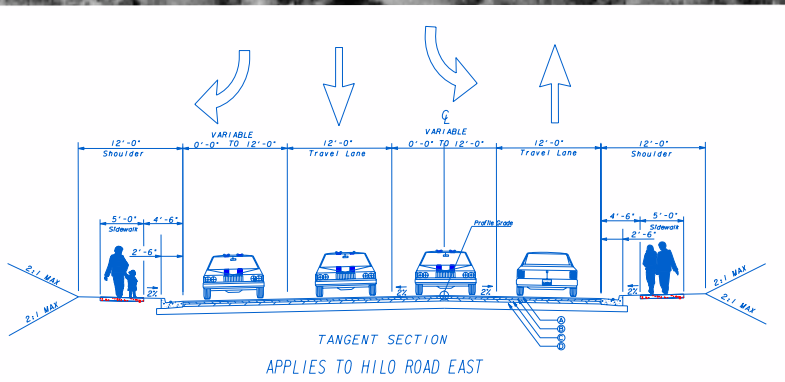 ℄
VARIABLE
VARIABLE
12'-0"
0'-0" TO 12'-0"
12'-0"
0'-0" TO 12'-0"
12'-0"
12'-0"
Shoulder
Travel Lane
Travel Lane
Shoulder
5'-0"
4'-6"
Profile Grade
4'-6"
5'-0"
Sidewalk
Sidewalk
2'-6"
2'-6"
2:1 MAX
2:1 MAX
2%
2%
2%
2%
2:1 MAX
2:1 MAX
A
B
C
D
TANGENT SECTION
APPLIES TO HILO ROAD EAST